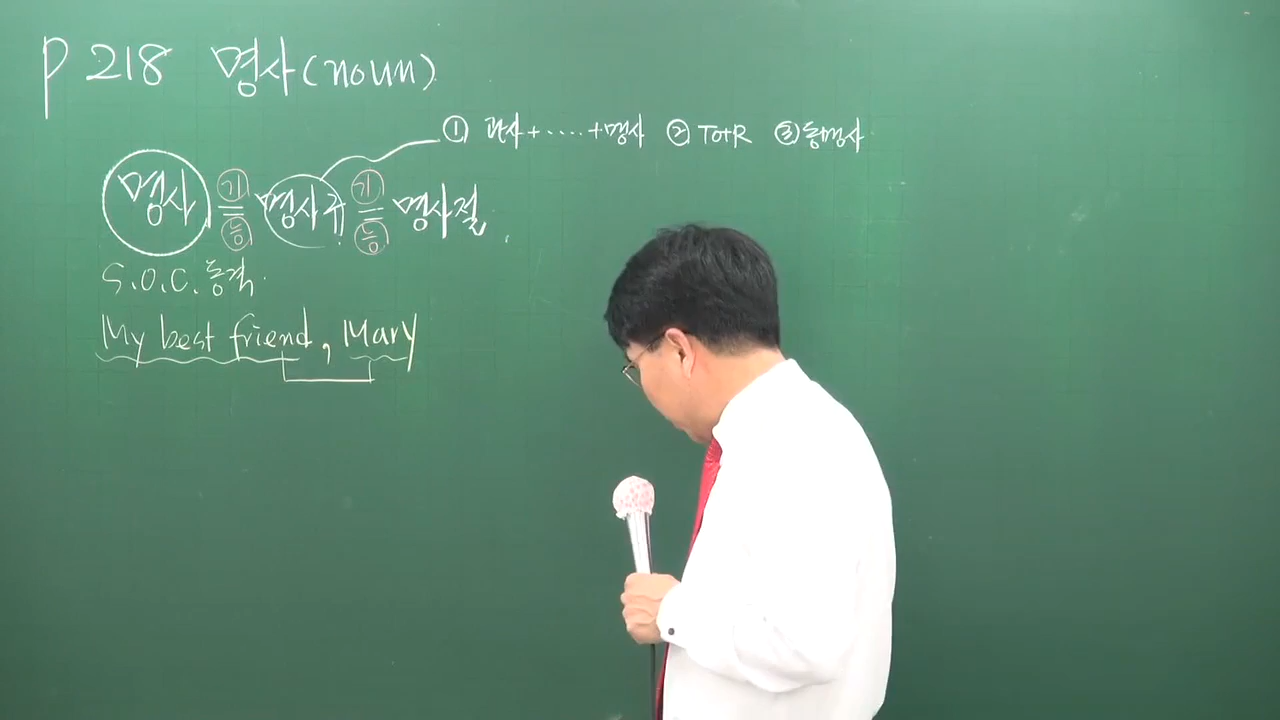 P 218 명사(noun)
① 관사+·····+명사 ② To+R ③ 동명사
명사 기=능 명사구 기=능 명사절
S.O.C.동격.
My best friend, Mary